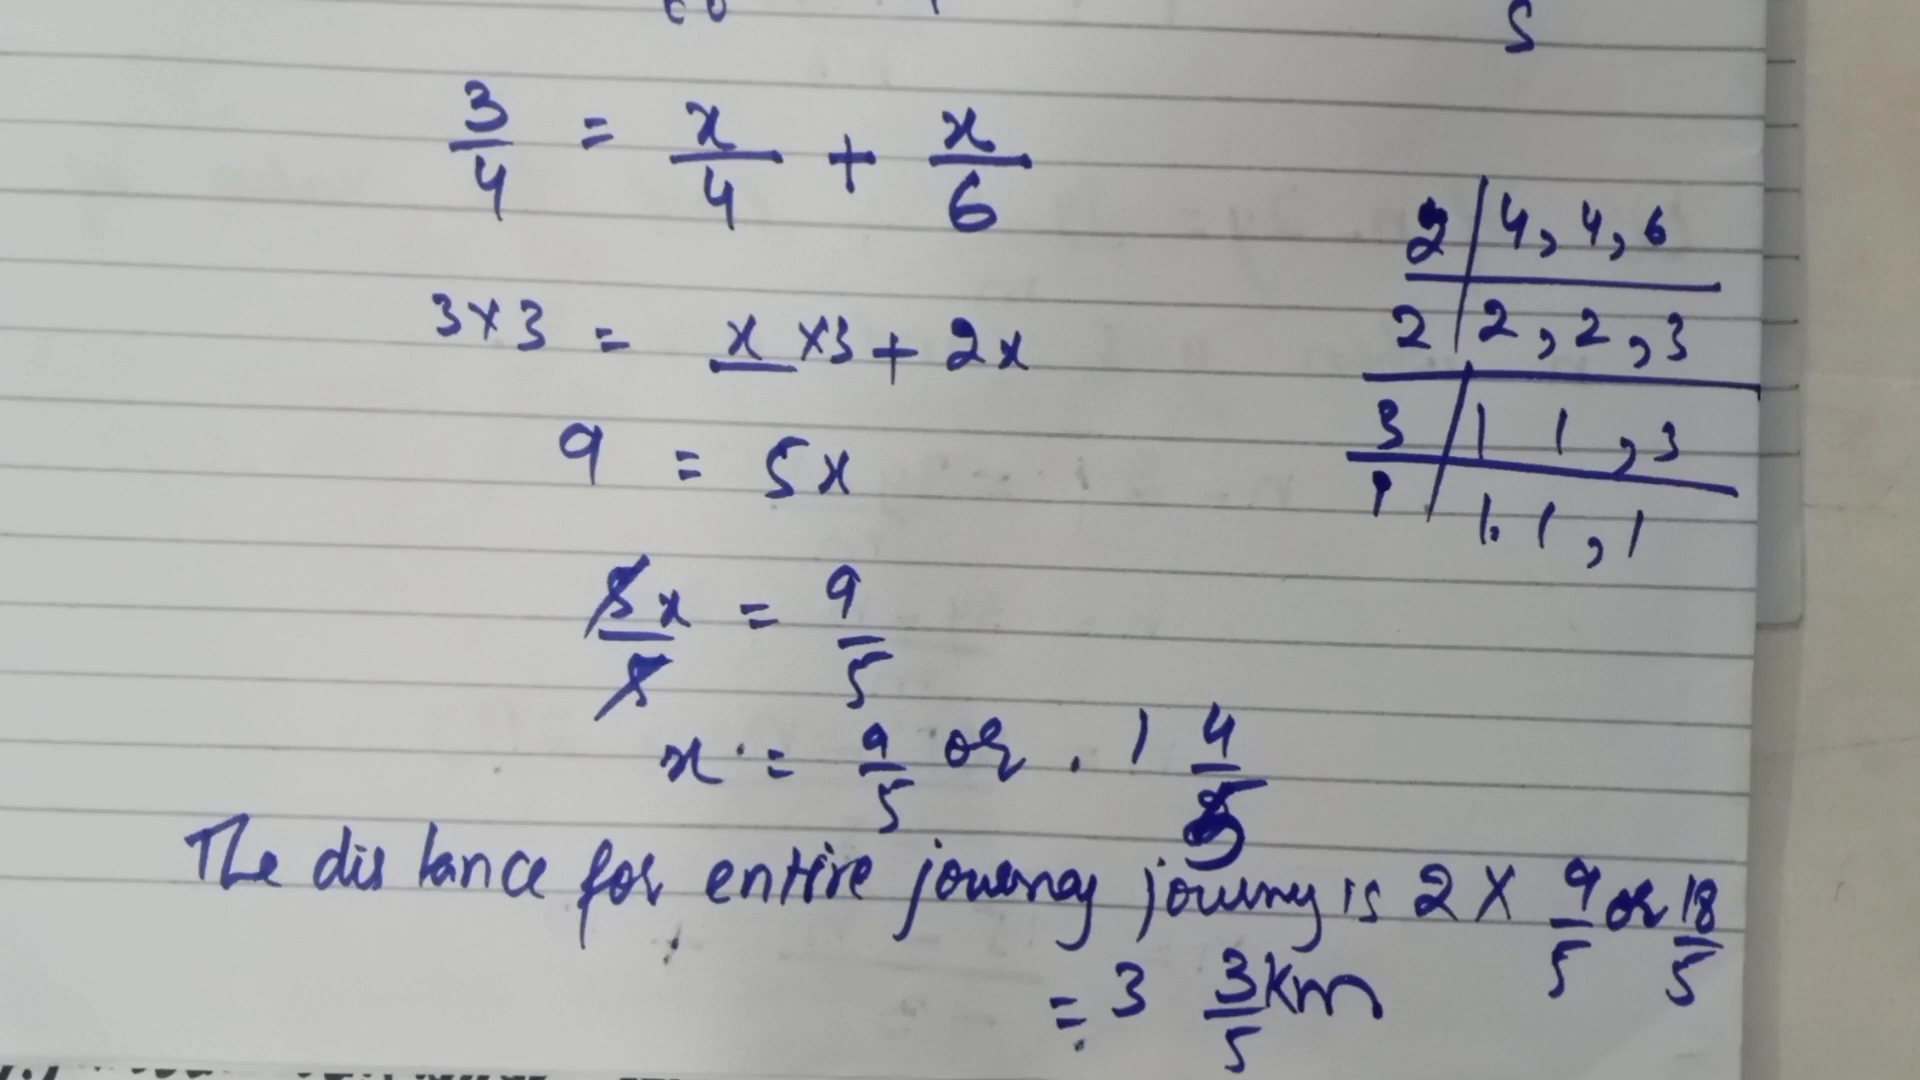 3/4 = x/4 + x/6
2 | 4, 4, 6
3×3 = x ×3 + 2x
2 | 2, 2, 3
9 = 5x
3 | 1 1, 3
1 | 1, 1, 1
5x/5 = 9/5
x = 9/5 or . 1 4/5
The distance for entire journey journy is 2 × 9/5 or 18/5
= 3 3/5 km